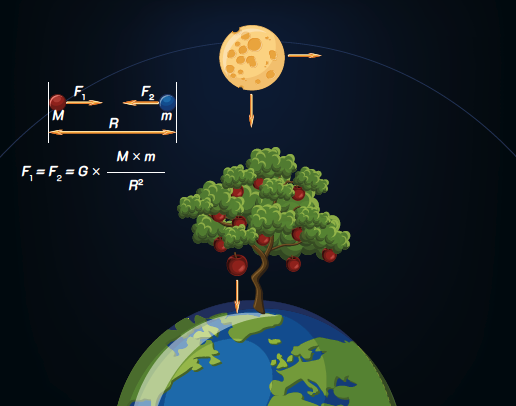 F₁ F₂
M m
R
F₁ = F₂ = G × M × m / R²